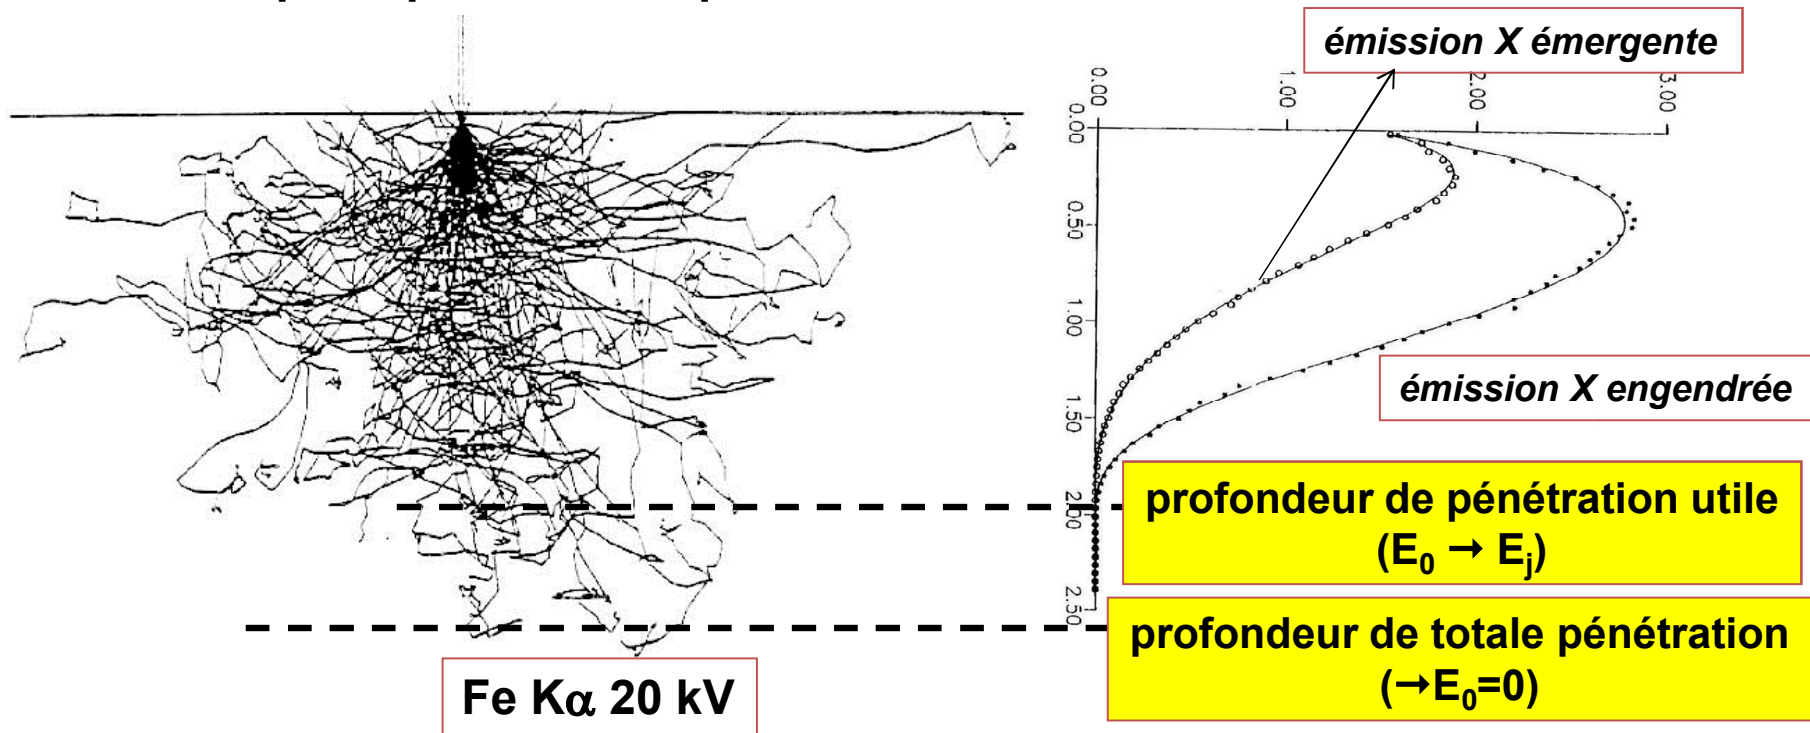 émission X émergente
0.00
1.00
2.00
3.00
0.00
0.50
1.00
1.50
2.00
2.50
émission X engendrée
profondeur de pénétration utile
(E₀ → Eⱼ)
profondeur de totale pénétration
(→E₀=0)
Fe Kα 20 kV